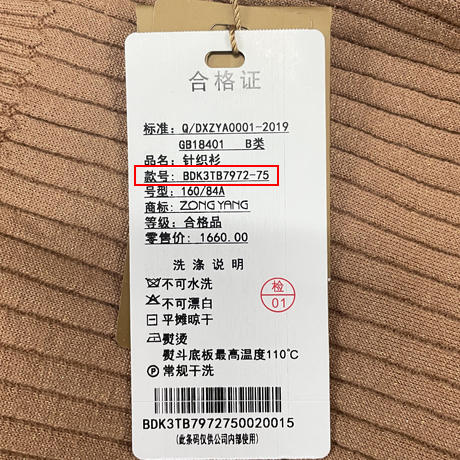 合格证
标准: Q/DXZYA0001-2019
GB18401 B类
品名: 针织衫
款号: BDK3TB7972-75
号型: 160/84A
商标: ZONGYANG
等级: 合格品
零售价: 1660.00
洗涤说明
不可水洗
不可漂白
检
01
平摊晾干
熨烫
熨斗底板最高温度110℃
P 常规干洗
BDK3TB7972750020015
(此条码仅供公司内部使用)